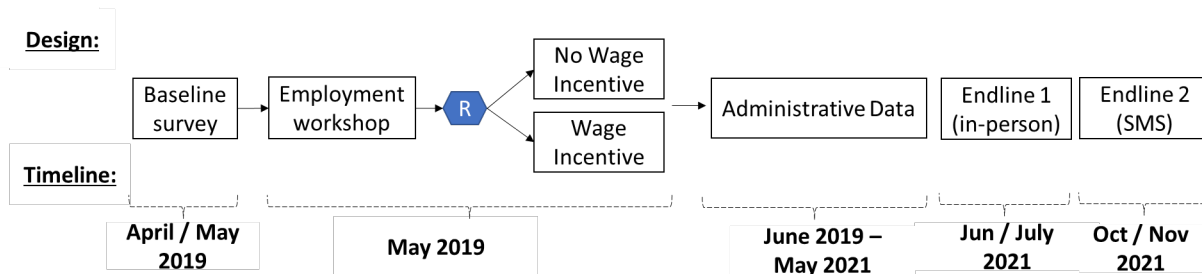 Design:
Baseline
survey
Employment
workshop
R
No Wage
Incentive
Wage
Incentive
Administrative Data
Endline 1
(in-person)
Endline 2
(SMS)
Timeline:
April / May
2019
May 2019
June 2019 –
May 2021
Jun / July
2021
Oct / Nov
2021